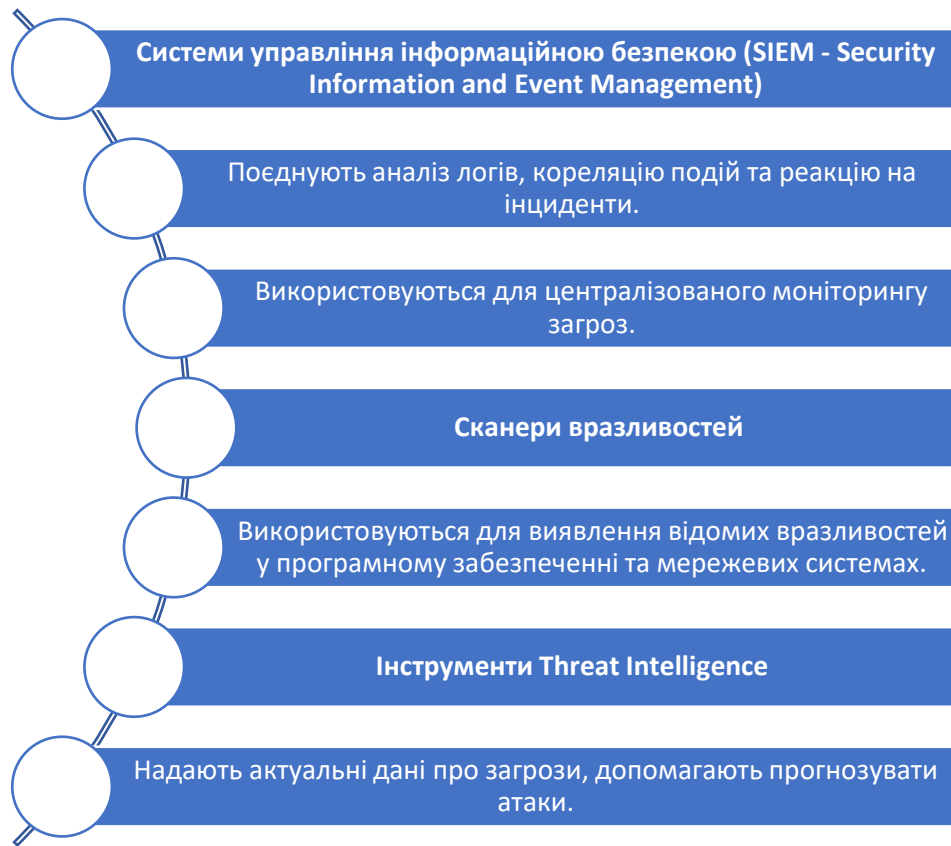 Системи управління інформаційною безпекою (SIEM - Security
Information and Event Management)
Поєднують аналіз логів, кореляцію подій та реакцію на
інциденти.
Використовуються для централізованого моніторингу
загроз.
Сканери вразливостей
Використовуються для виявлення відомих вразливостей
у програмному забезпеченні та мережевих системах.
Інструменти Threat Intelligence
Надають актуальні дані про загрози, допомагають прогнозувати
атаки.